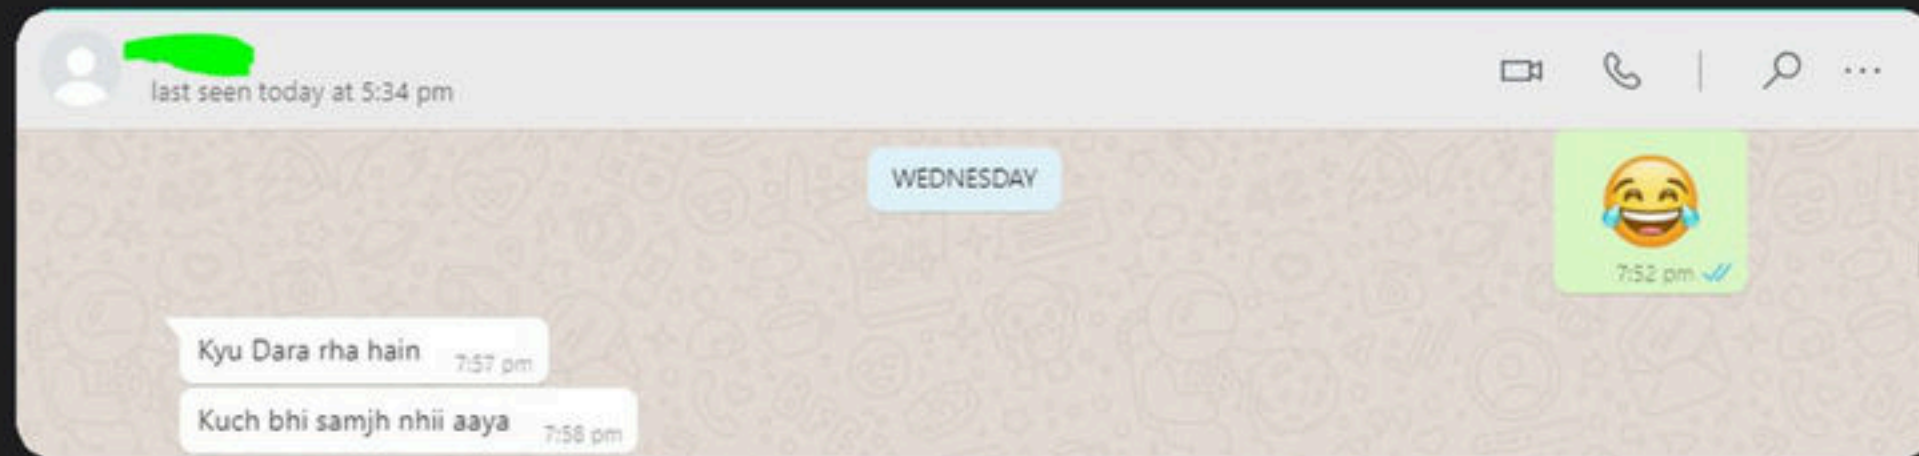 last seen today at 5:34 pm
WEDNESDAY
😂
7:52 pm
Kyu Dara rha hain 7:57 pm
Kuch bhi samjh nhii aaya 7:58 pm